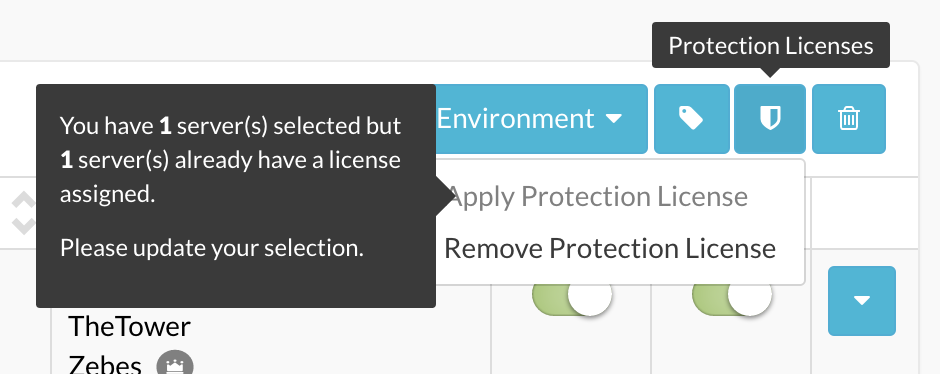 Protection Licenses
You have 1 server(s) selected but
1 server(s) already have a license
assigned.
Please update your selection.
Environment
Apply Protection License
Remove Protection License
TheTower
Zebes